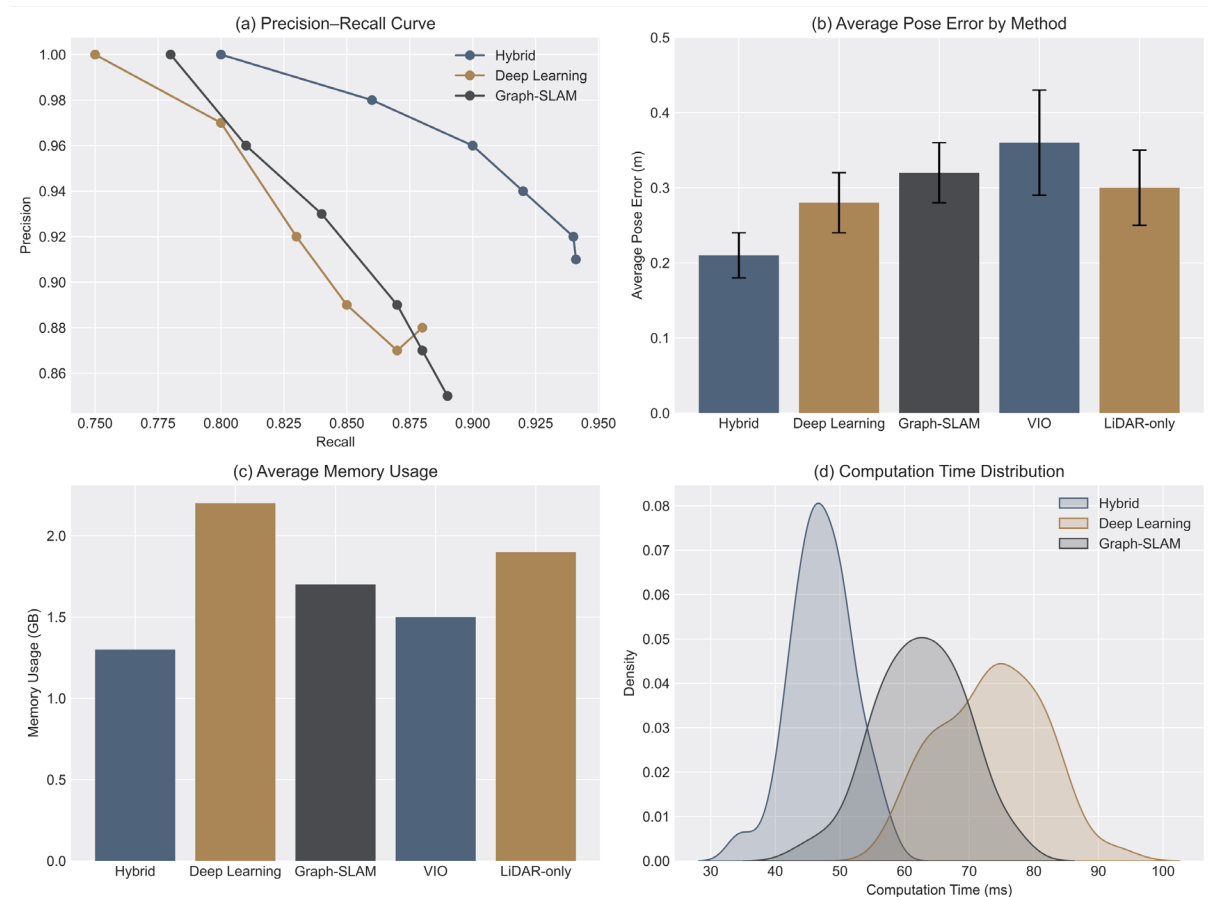 (a) Precision–Recall Curve
1.00
0.98
0.96
0.94
0.92
0.90
0.88
0.86
Precision
Hybrid
Deep Learning
Graph-SLAM
0.750 0.775 0.800 0.825 0.850 0.875 0.900 0.925 0.950
Recall
(b) Average Pose Error by Method
0.5
0.4
0.3
0.2
0.1
0.0
Average Pose Error (m)
Hybrid Deep Learning Graph-SLAM VIO LiDAR-only
(c) Average Memory Usage
2.0
1.5
1.0
0.5
0.0
Memory Usage (GB)
Hybrid Deep Learning Graph-SLAM VIO LiDAR-only
(d) Computation Time Distribution
0.08
0.07
0.06
0.05
0.04
0.03
0.02
0.01
0.00
Density
Hybrid
Deep Learning
Graph-SLAM
30 40 50 60 70 80 90 100
Computation Time (ms)